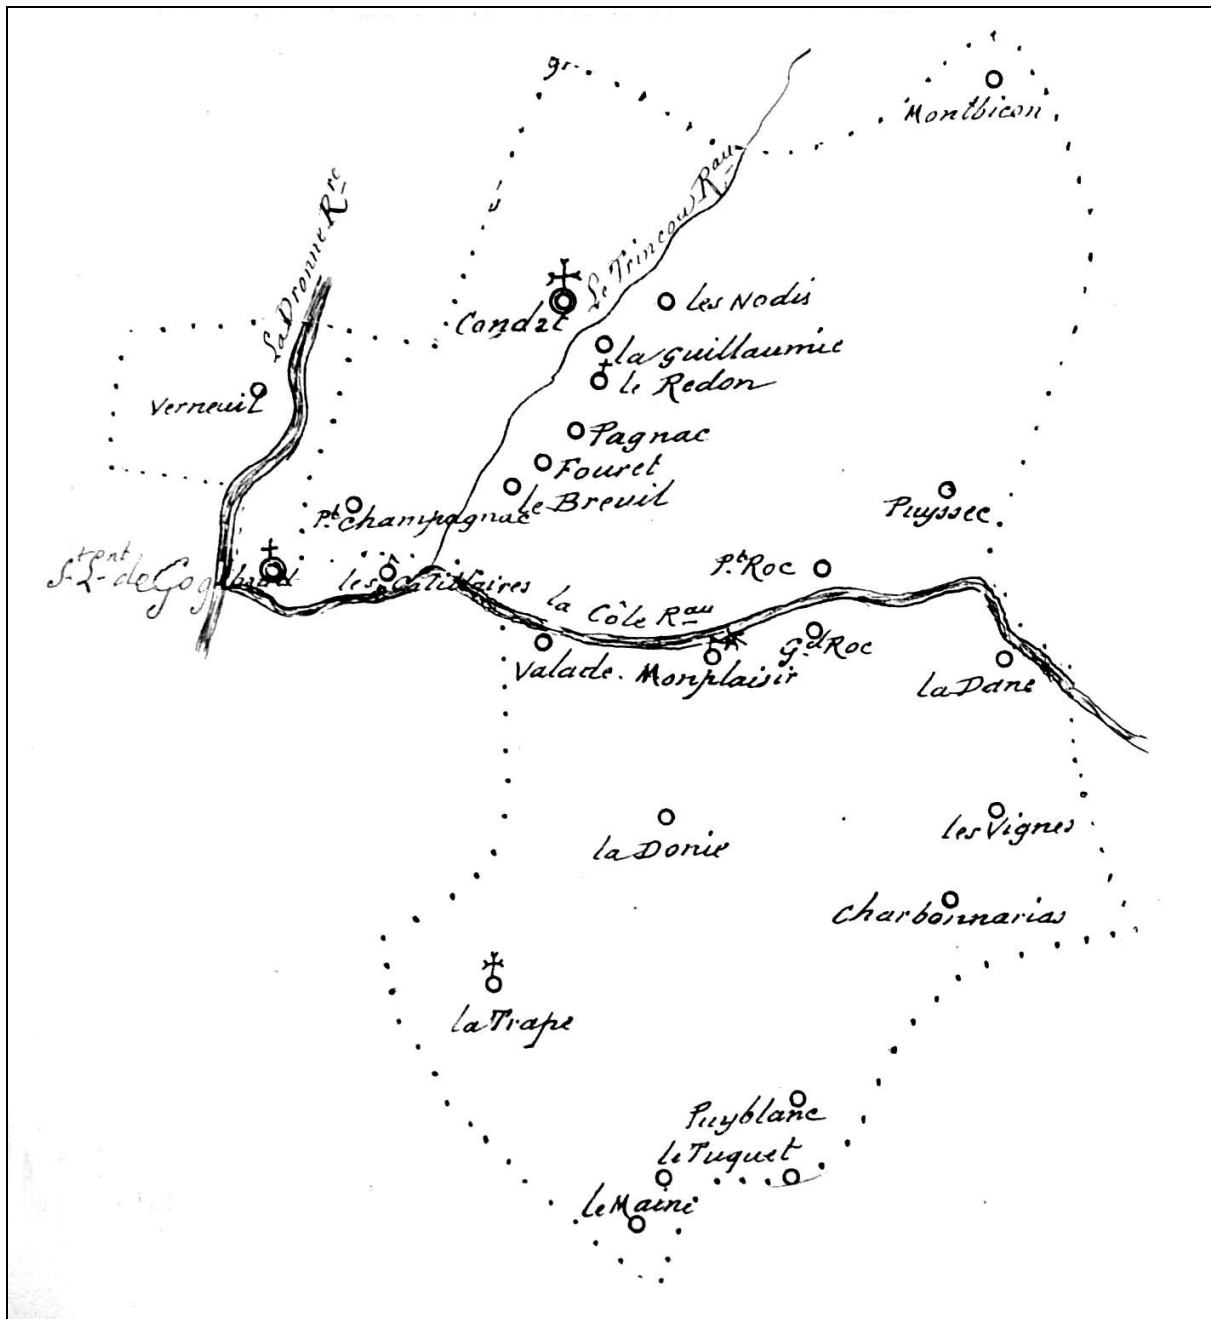 gr.
Montbicon
La Dronne Rre
Le Trincou Rau
Condat
les Nodis
la Guillaumie
le Redon
Verneuil
Pagnac
Fouret
le Breuil
Pt Champagnac
Puyssec.
St Lnt de Gog
les
Pt Roc
la Côle Rau
Gd Roc
Valade.
Monplaisir
la Dane
la Donie
les Vignes
Charbonnarias
la Trape
Puyblanc
le Tuquet
le Maine